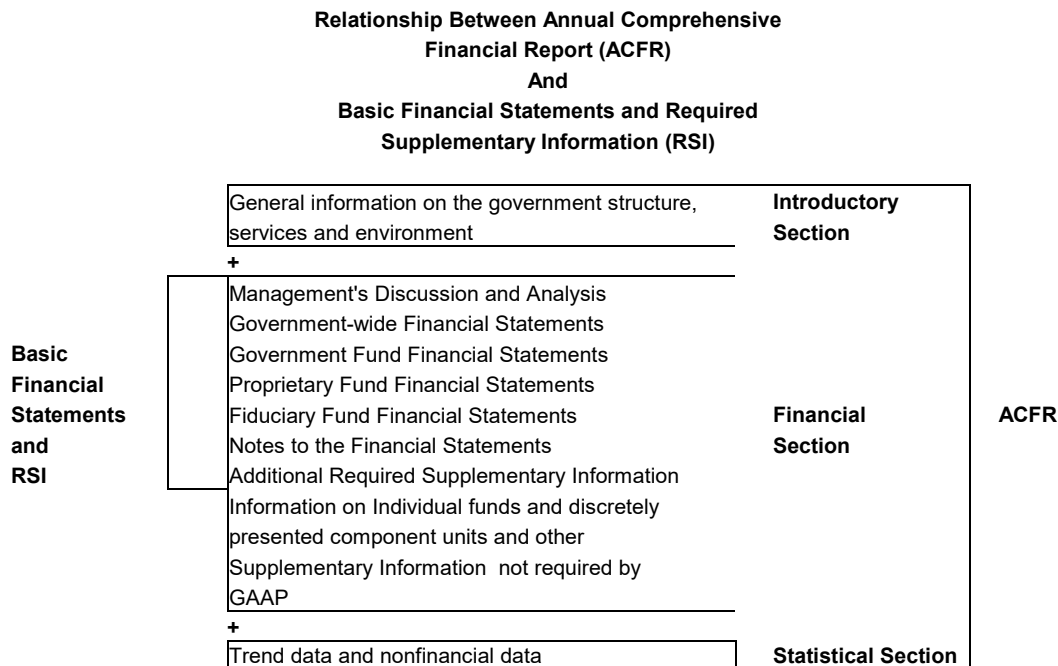 Relationship Between Annual Comprehensive
Financial Report (ACFR)
And
Basic Financial Statements and Required
Supplementary Information (RSI)
General information on the government structure,
services and environment
Introductory
Section
+
Basic
Financial
Statements
and
RSI
Management's Discussion and Analysis
Government-wide Financial Statements
Government Fund Financial Statements
Proprietary Fund Financial Statements
Fiduciary Fund Financial Statements
Notes to the Financial Statements
Additional Required Supplementary Information
Information on Individual funds and discretely
presented component units and other
Supplementary Information not required by
GAAP
Financial
Section
ACFR
+
Trend data and nonfinancial data
Statistical Section